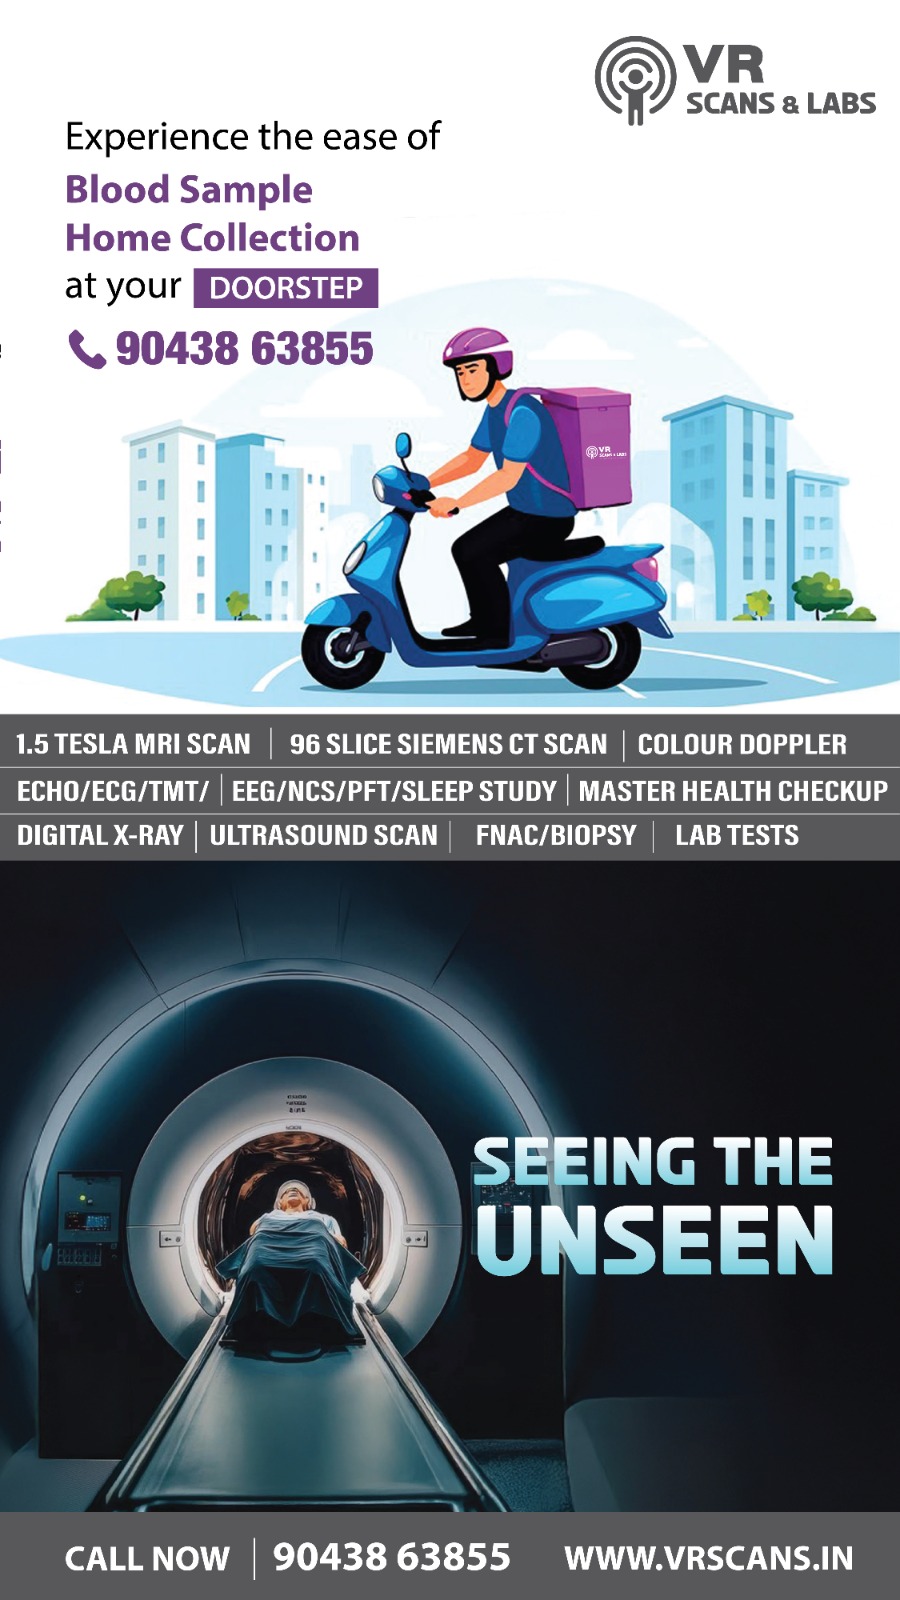 VR
SCANS & LABS
Experience the ease of
Blood Sample
Home Collection
at your DOORSTEP
90438 63855
VR
SCANS & LABS
1.5 TESLA MRI SCAN | 96 SLICE SIEMENS CT SCAN | COLOUR DOPPLER
ECHO/ECG/TMT/ | EEG/NCS/PFT/SLEEP STUDY | MASTER HEALTH CHECKUP
DIGITAL X-RAY | ULTRASOUND SCAN | FNAC/BIOPSY | LAB TESTS
SEEING THE
UNSEEN
CALL NOW | 90438 63855 WWW.VRSCANS.IN